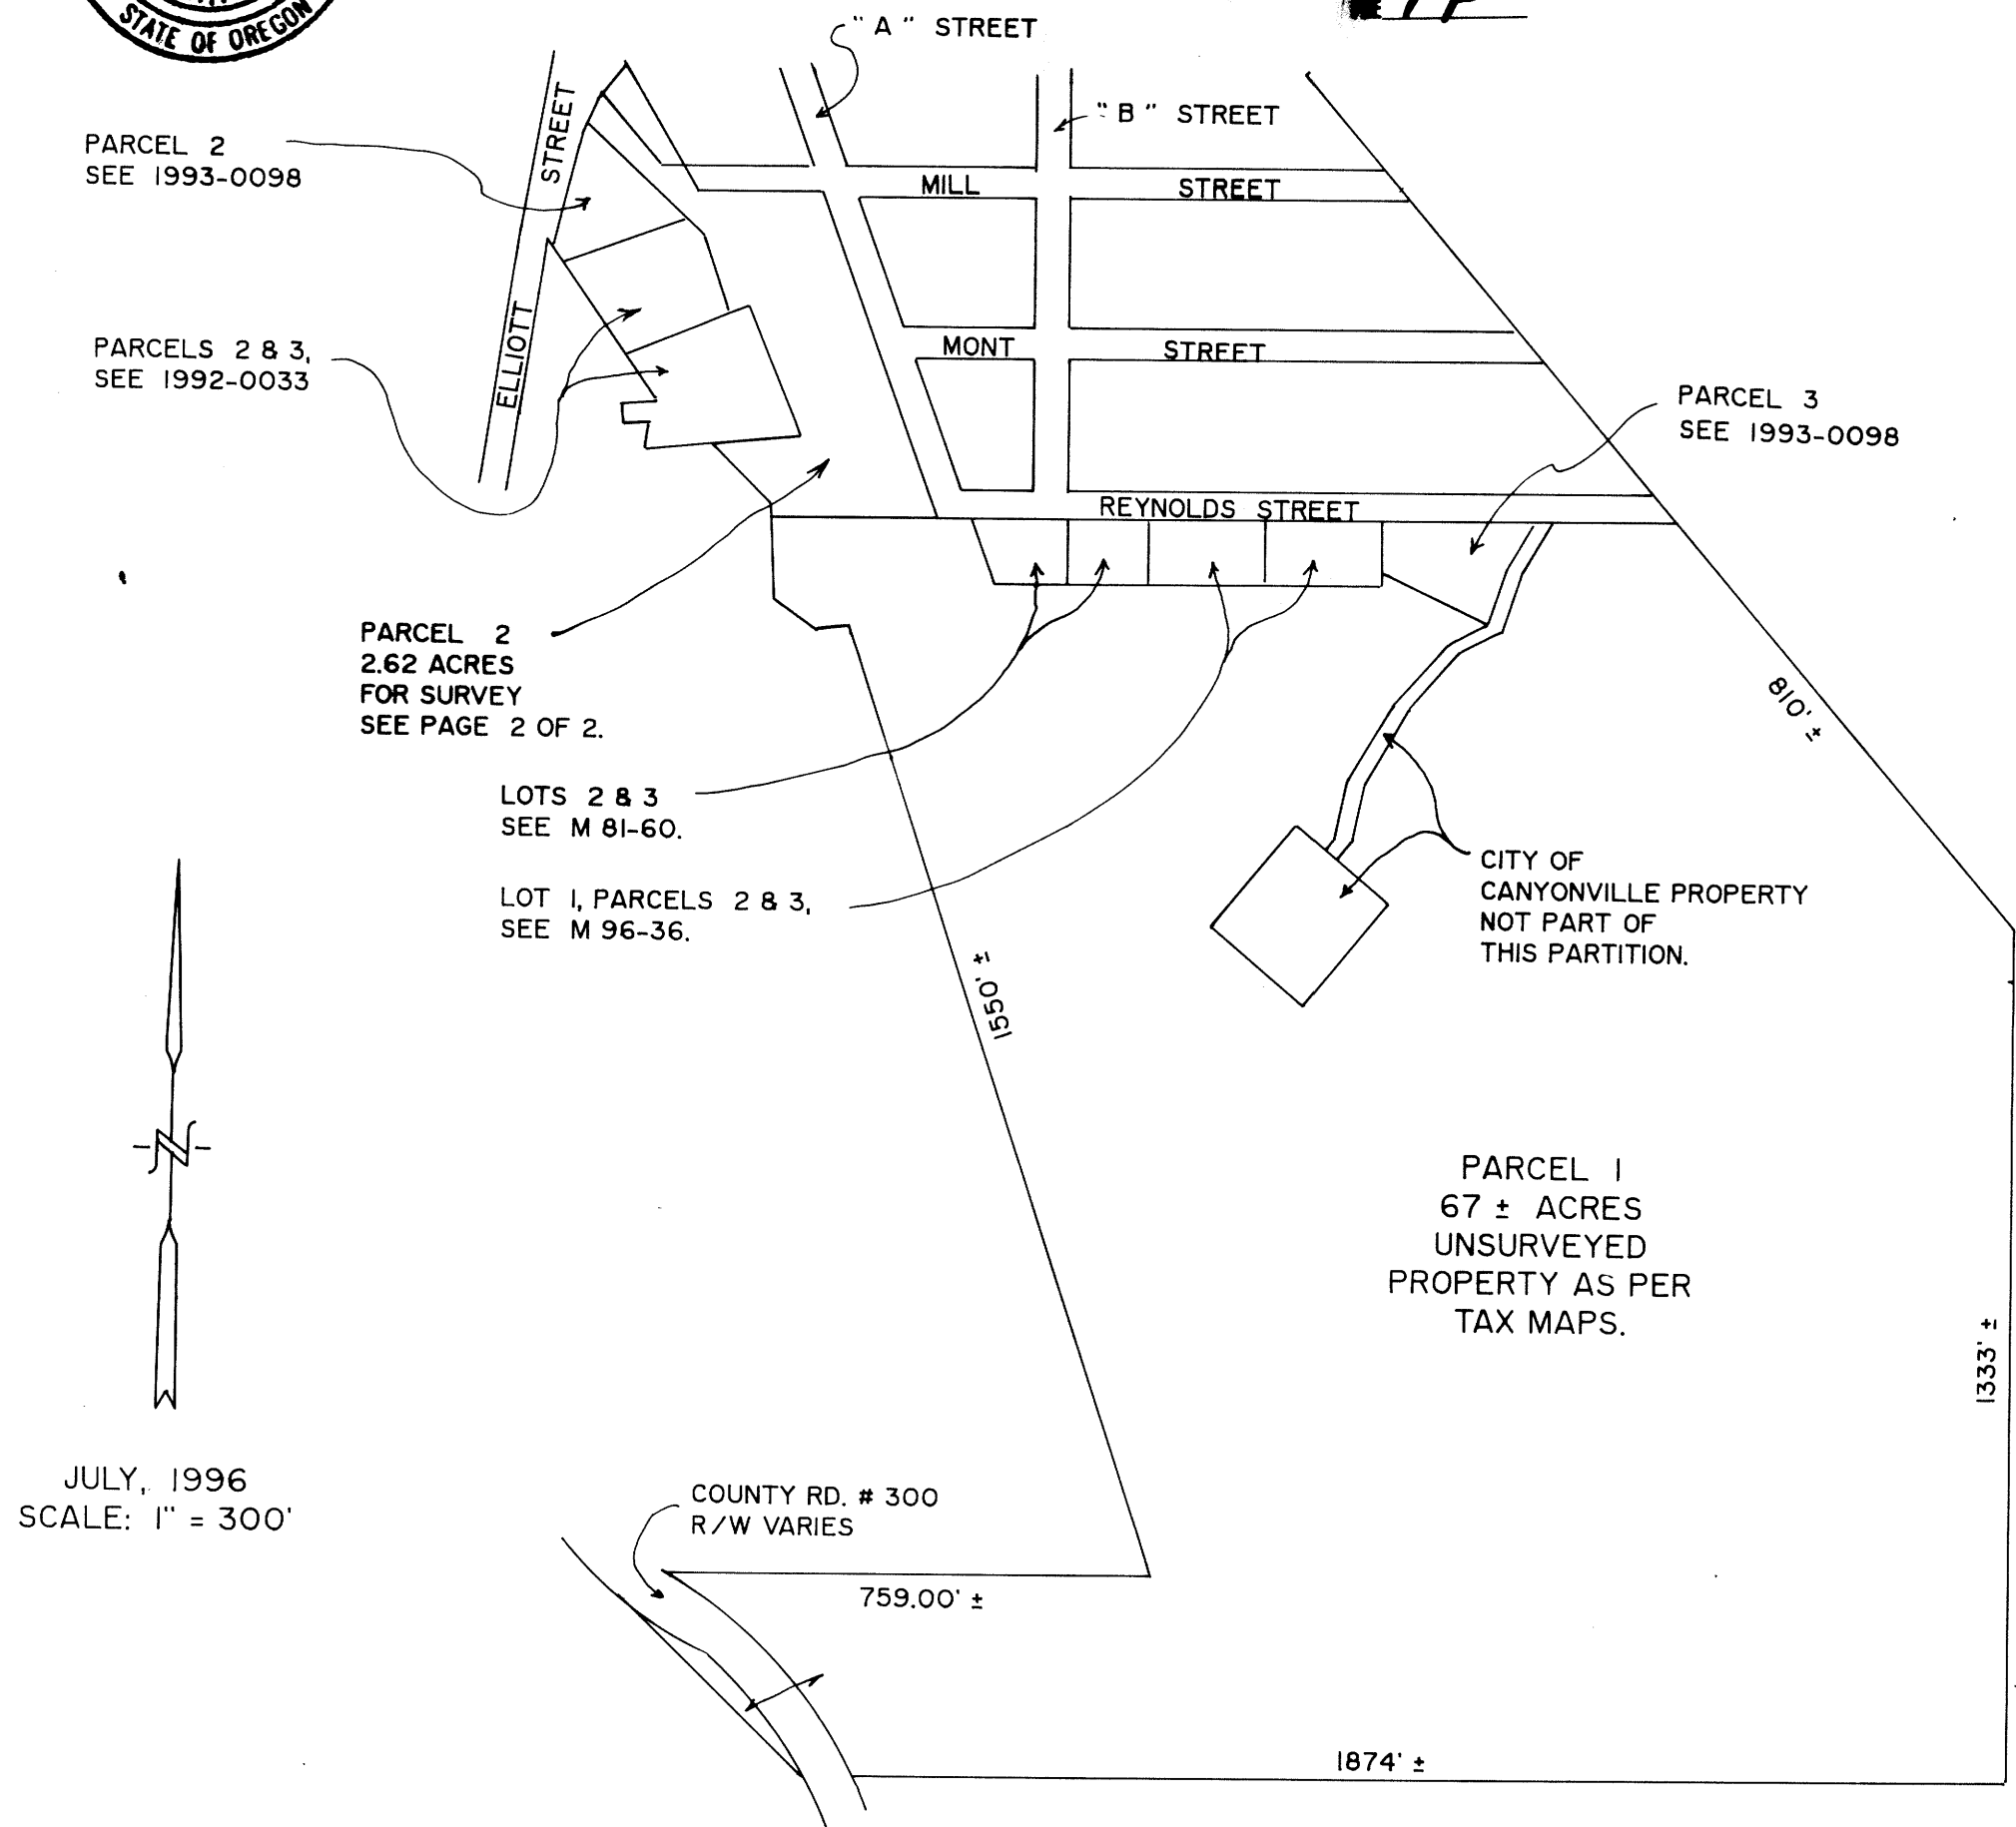 STATE OF OREGON
"A" STREET
"B" STREET
PARCEL 2
SEE 1993-0098
STREET
MILL STREET
PARCELS 2 & 3,
SEE 1992-0033
ELLIOTT
MONT STREET
PARCEL 3
SEE 1993-0098
REYNOLDS STREET
PARCEL 2
2.62 ACRES
FOR SURVEY
SEE PAGE 2 OF 2.
810' ±
LOTS 2 & 3
SEE M 81-60.
LOT 1, PARCELS 2 & 3,
SEE M 96-36.
CITY OF
CANYONVILLE PROPERTY
NOT PART OF
THIS PARTITION.
1550' ±
N
PARCEL 1
67 ± ACRES
UNSURVEYED
PROPERTY AS PER
TAX MAPS.
1333' ±
JULY, 1996
SCALE: 1" = 300'
COUNTY RD. # 300
R/W VARIES
759.00' ±
1874' ±